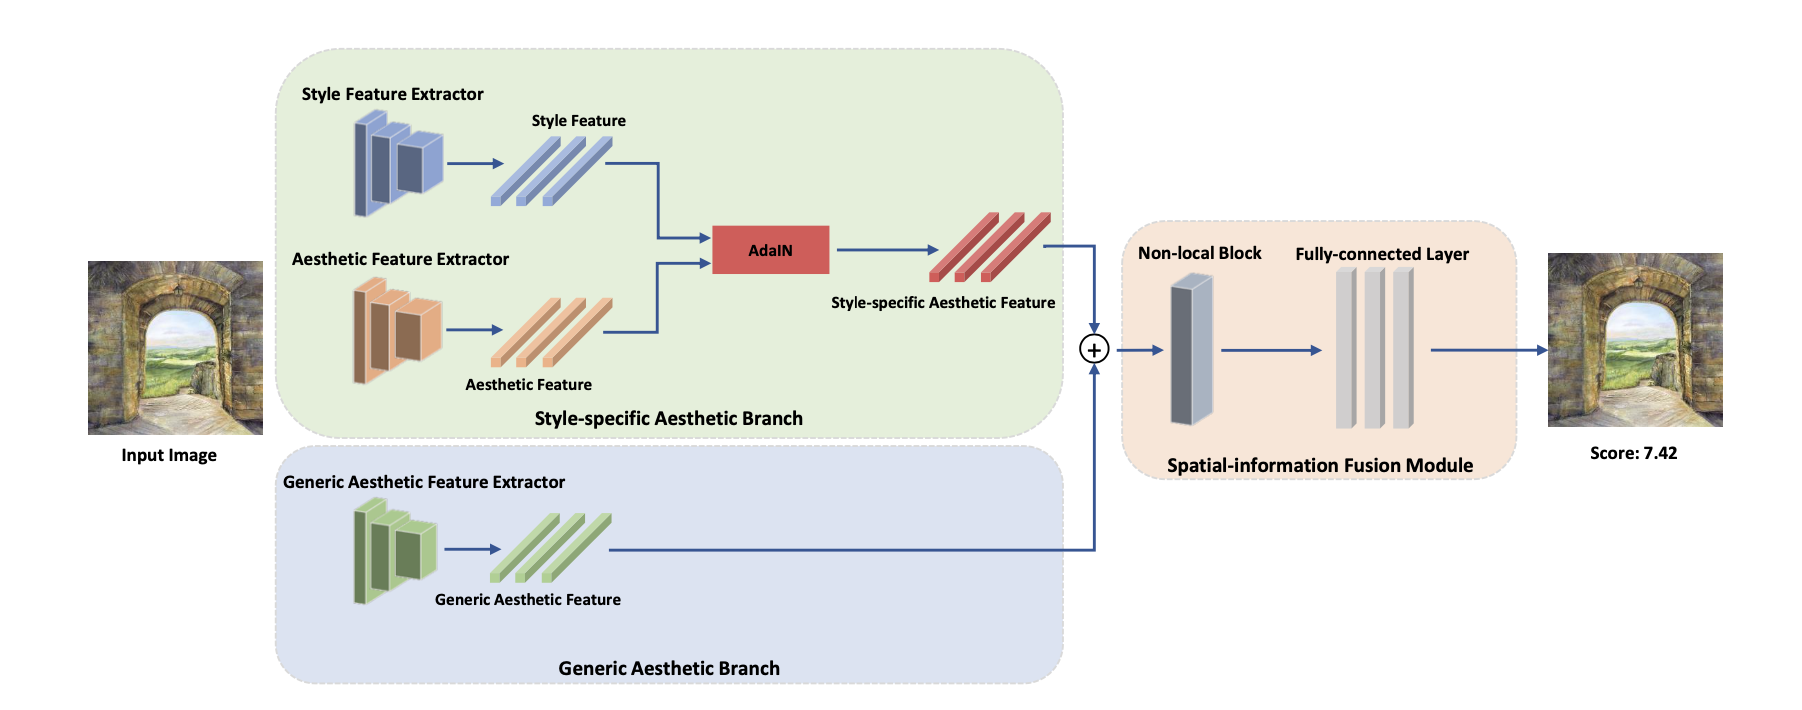 Input Image
Style Feature Extractor
Style Feature
Aesthetic Feature Extractor
Aesthetic Feature
AdaIN
Style-specific Aesthetic Feature
Style-specific Aesthetic Branch
Generic Aesthetic Feature Extractor
Generic Aesthetic Feature
Generic Aesthetic Branch
+
Non-local Block
Fully-connected Layer
Spatial-information Fusion Module
Score: 7.42